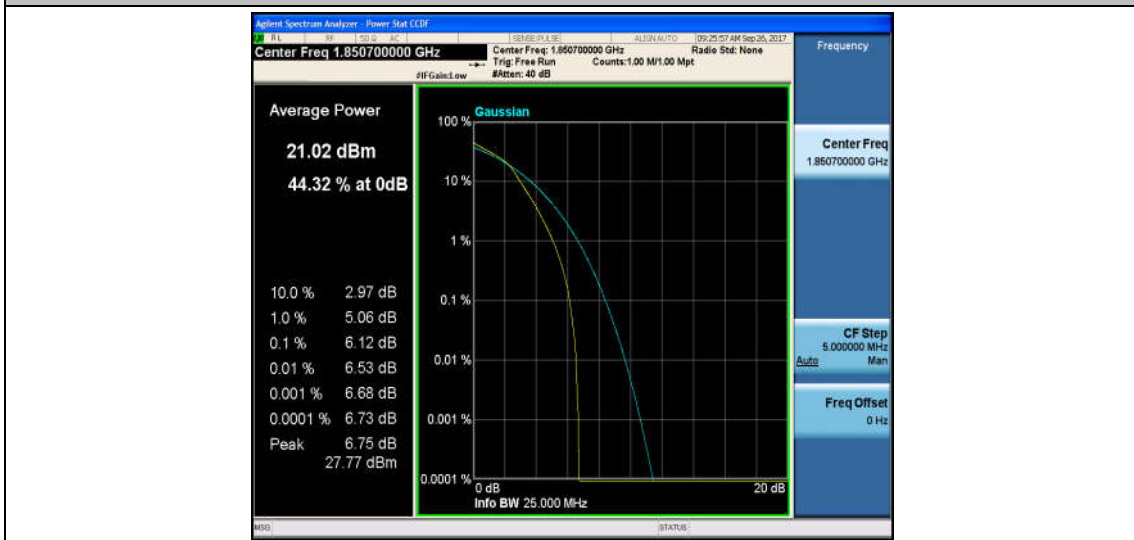 Agilent Spectrum Analyzer - Power Stat CCDF
RL RF 50 Ω AC SENSE:PULSE ALIGN AUTO 09:25:57 AM Sep 26, 2017
Center Freq 1.850700000 GHz
Center Freq: 1.850700000 GHz Radio Std: None
Trig: Free Run Counts:1.00 M/1.00 Mpt
#IFGain:Low #Atten: 40 dB
Frequency
Average Power
21.02 dBm
44.32 % at 0dB
10.0 % 2.97 dB
1.0 % 5.06 dB
0.1 % 6.12 dB
0.01 % 6.53 dB
0.001 % 6.68 dB
0.0001 % 6.73 dB
Peak 6.75 dB
27.77 dBm
Gaussian
100 %
10 %
1 %
0.1 %
0.01 %
0.001 %
0.0001 %
0 dB 20 dB
Info BW 25.000 MHz
Center Freq
1.850700000 GHz
CF Step
5.000000 MHz
Auto Man
Freq Offset
0 Hz
MSG STATUS